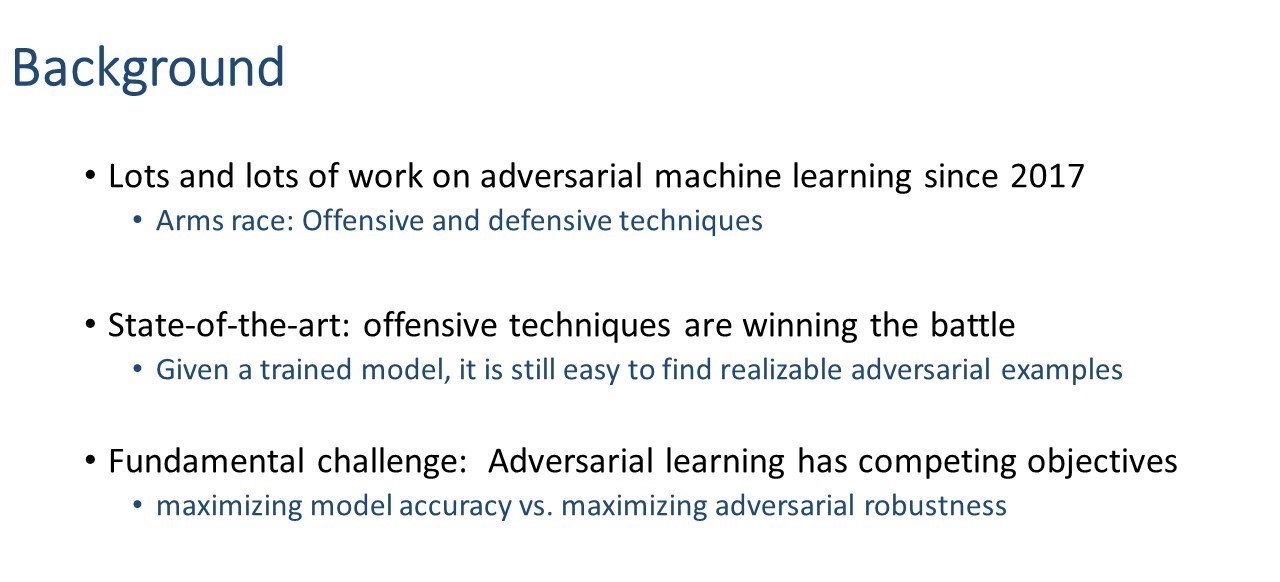 Background
• Lots and lots of work on adversarial machine learning since 2017
• Arms race: Offensive and defensive techniques
• State-of-the-art: offensive techniques are winning the battle
• Given a trained model, it is still easy to find realizable adversarial examples
• Fundamental challenge:  Adversarial learning has competing objectives
• maximizing model accuracy vs. maximizing adversarial robustness